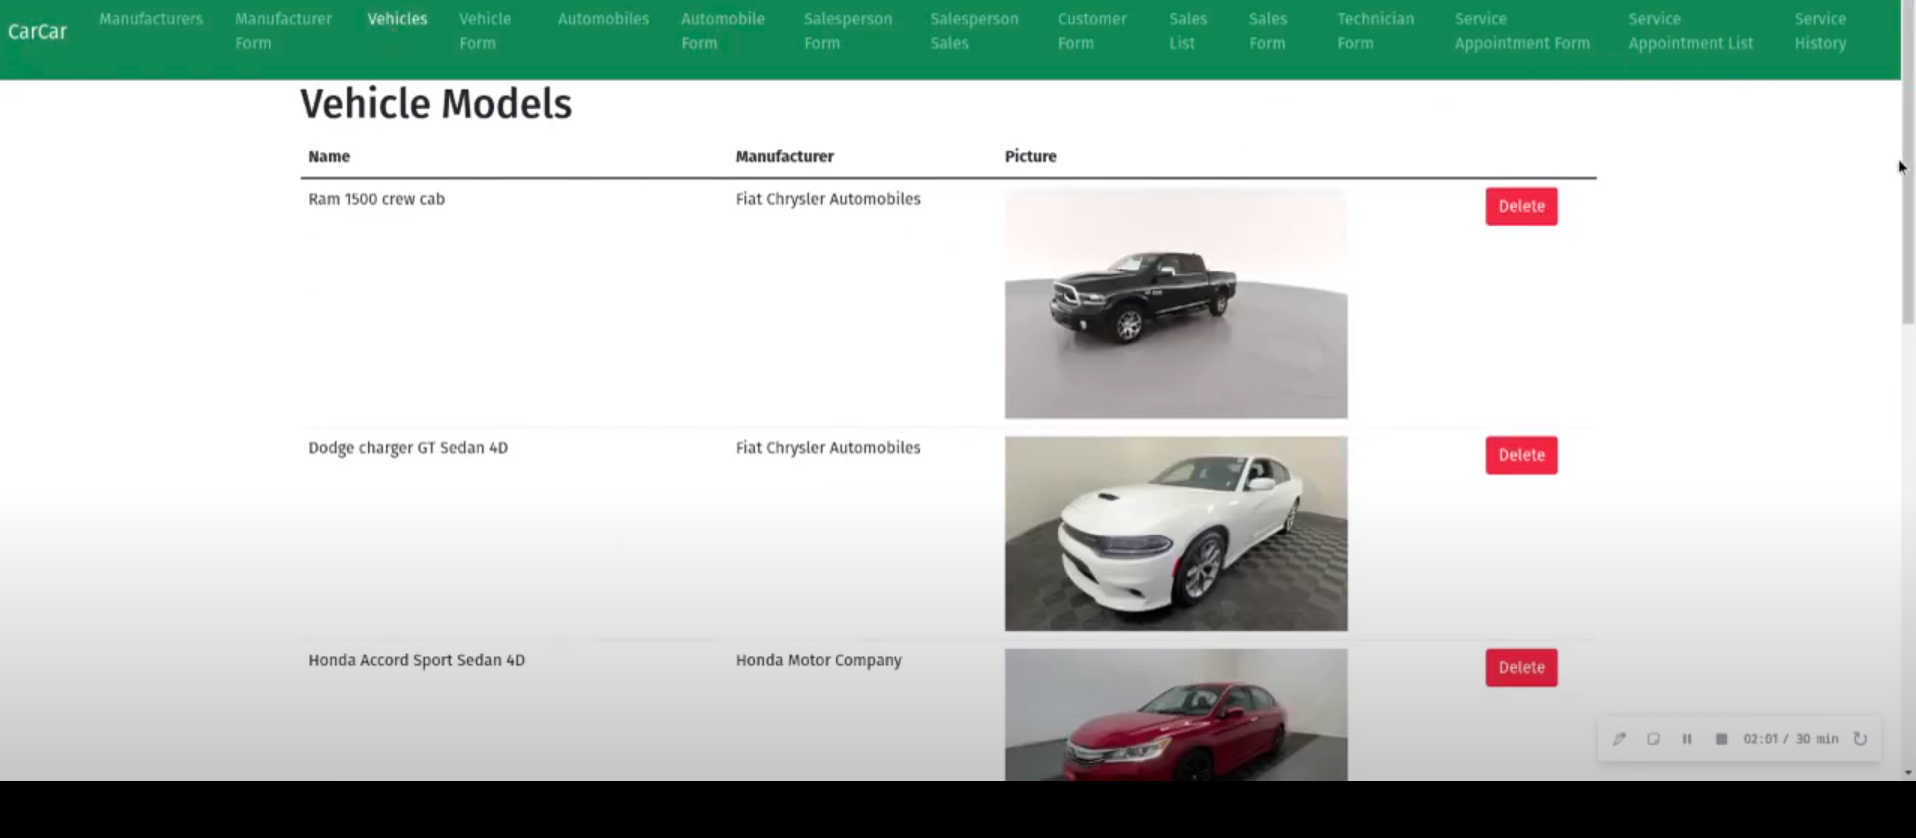 CarCar
Manufacturers
Manufacturer
Form
Vehicles
Vehicle
Form
Automobiles
Automobile
Form
Salesperson
Form
Salesperson
Sales
Customer
Form
Sales
List
Sales
Form
Technician
Form
Service
Appointment Form
Service
Appointment List
Service
History
Vehicle Models
Name Manufacturer Picture
Ram 1500 crew cab Fiat Chrysler Automobiles Delete
Dodge charger GT Sedan 4D Fiat Chrysler Automobiles Delete
Honda Accord Sport Sedan 4D Honda Motor Company Delete
02:01 / 30 min